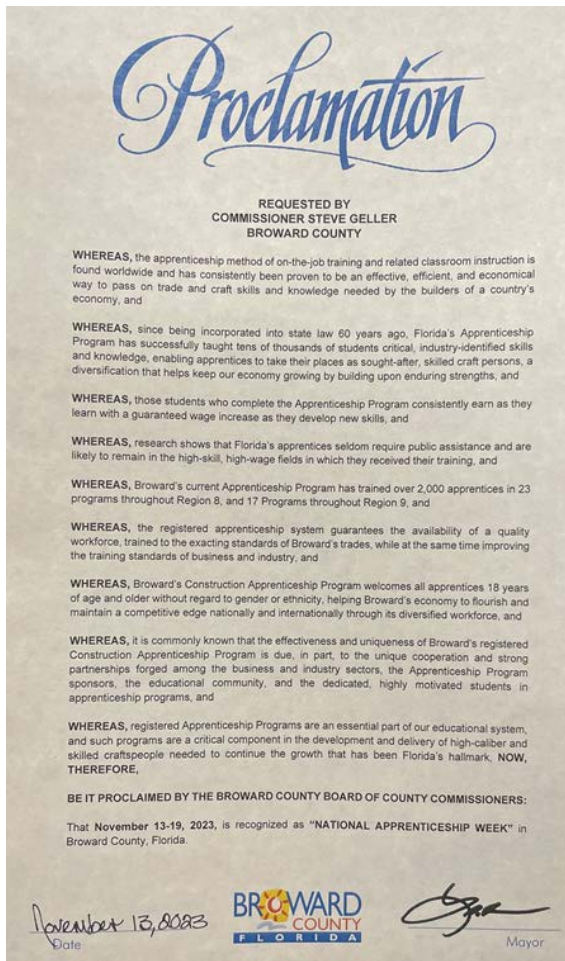 Proclamation
REQUESTED BY
COMMISSIONER STEVE GELLER
BROWARD COUNTY
WHEREAS, the apprenticeship method of on-the-job training and related classroom instruction is
found worldwide and has consistently been proven to be an effective, efficient, and economical
way to pass on trade and craft skills and knowledge needed by the builders of a country's
economy, and
WHEREAS, since being incorporated into state law 60 years ago, Florida's Apprenticeship
Program has successfully taught tens of thousands of students critical, industry-identified skills
and knowledge, enabling apprentices to take their places as sought-after, skilled craft persons, a
diversification that helps keep our economy growing by building upon enduring strengths, and
WHEREAS, those students who complete the Apprenticeship Program consistently earn as they
learn with a guaranteed wage increase as they develop new skills, and
WHEREAS, research shows that Florida's apprentices seldom require public assistance and are
likely to remain in the high-skill, high-wage fields in which they received their training, and
WHEREAS, Broward's current Apprenticeship Program has trained over 2,000 apprentices in 23
programs throughout Region 8, and 17 Programs throughout Region 9, and
WHEREAS, the registered apprenticeship system guarantees the availability of a quality
workforce, trained to the exacting standards of Broward's trades, while at the same time improving
the training standards of business and industry, and
WHEREAS, Broward's Construction Apprenticeship Program welcomes all apprentices 18 years
of age and older without regard to gender or ethnicity, helping Broward's economy to flourish and
maintain a competitive edge nationally and internationally through its diversified workforce, and
WHEREAS, it is commonly known that the effectiveness and uniqueness of Broward's registered
Construction Apprenticeship Program is due, in part, to the unique cooperation and strong
partnerships forged among the business and industry sectors, the Apprenticeship Program
sponsors, the educational community, and the dedicated, highly motivated students in
apprenticeship programs, and
WHEREAS, registered Apprenticeship Programs are an essential part of our educational system,
and such programs are a critical component in the development and delivery of high-caliber and
skilled craftspeople needed to continue the growth that has been Florida's hallmark, NOW,
THEREFORE,
BE IT PROCLAIMED BY THE BROWARD COUNTY BOARD OF COUNTY COMMISSIONERS:
That November 13-19, 2023, is recognized as "NATIONAL APPRENTICESHIP WEEK" in
Broward County, Florida.
November 13, 2023
Date
BROWARD
COUNTY
FLORIDA
Mayor